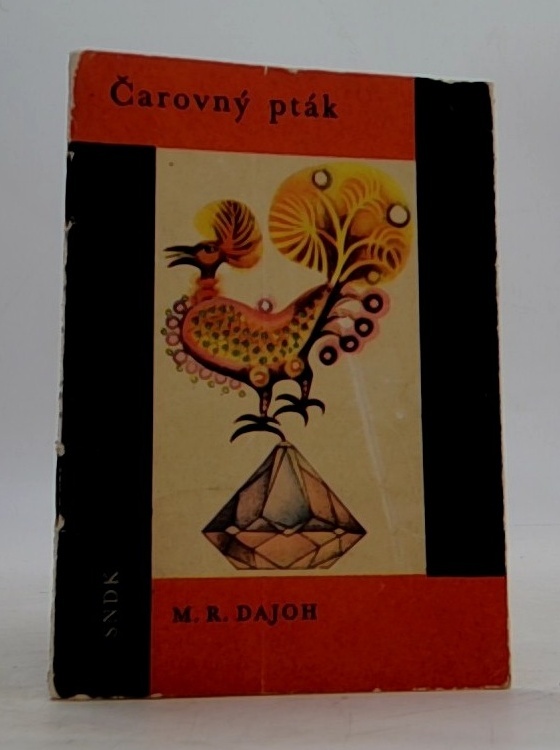 Čarovný pták
SNDK
M. R. DAJOH